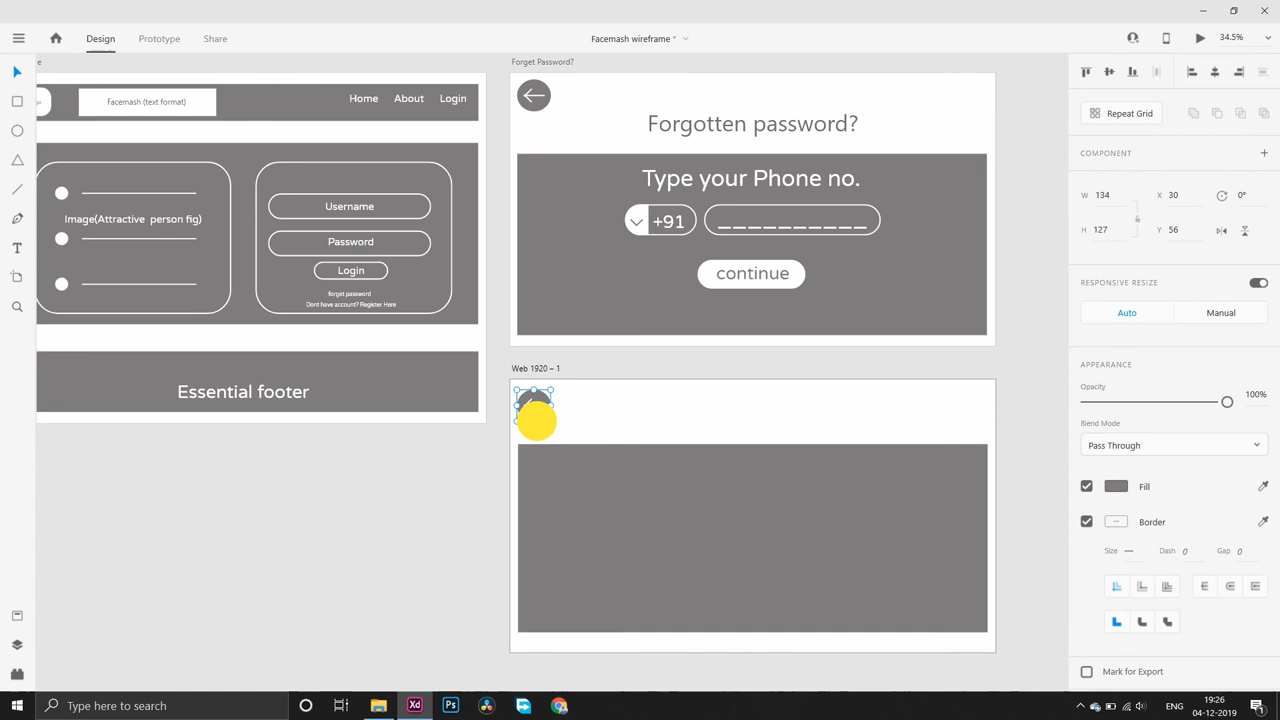 Design
Prototype
Share
Facemash wireframe *
34.5%
e
Facemash (text format)
Home
About
Login
Image(Attractive person fig)
Username
Password
Login
forget password
Dont have account? Register Here
Essential footer
Forget Password?
Forgotten password?
Type your Phone no.
+91
__________
continue
Web 1920 – 1
Repeat Grid
COMPONENT
W 134
X 30
0°
H 127
Y 56
RESPONSIVE RESIZE
Auto
Manual
APPEARANCE
Opacity
100%
Blend Mode
Pass Through
Fill
Border
Size —
Dash 0
Gap 0
Mark for Export
Type here to search
Xd
Ps
ENG
19:26
04-12-2019
1